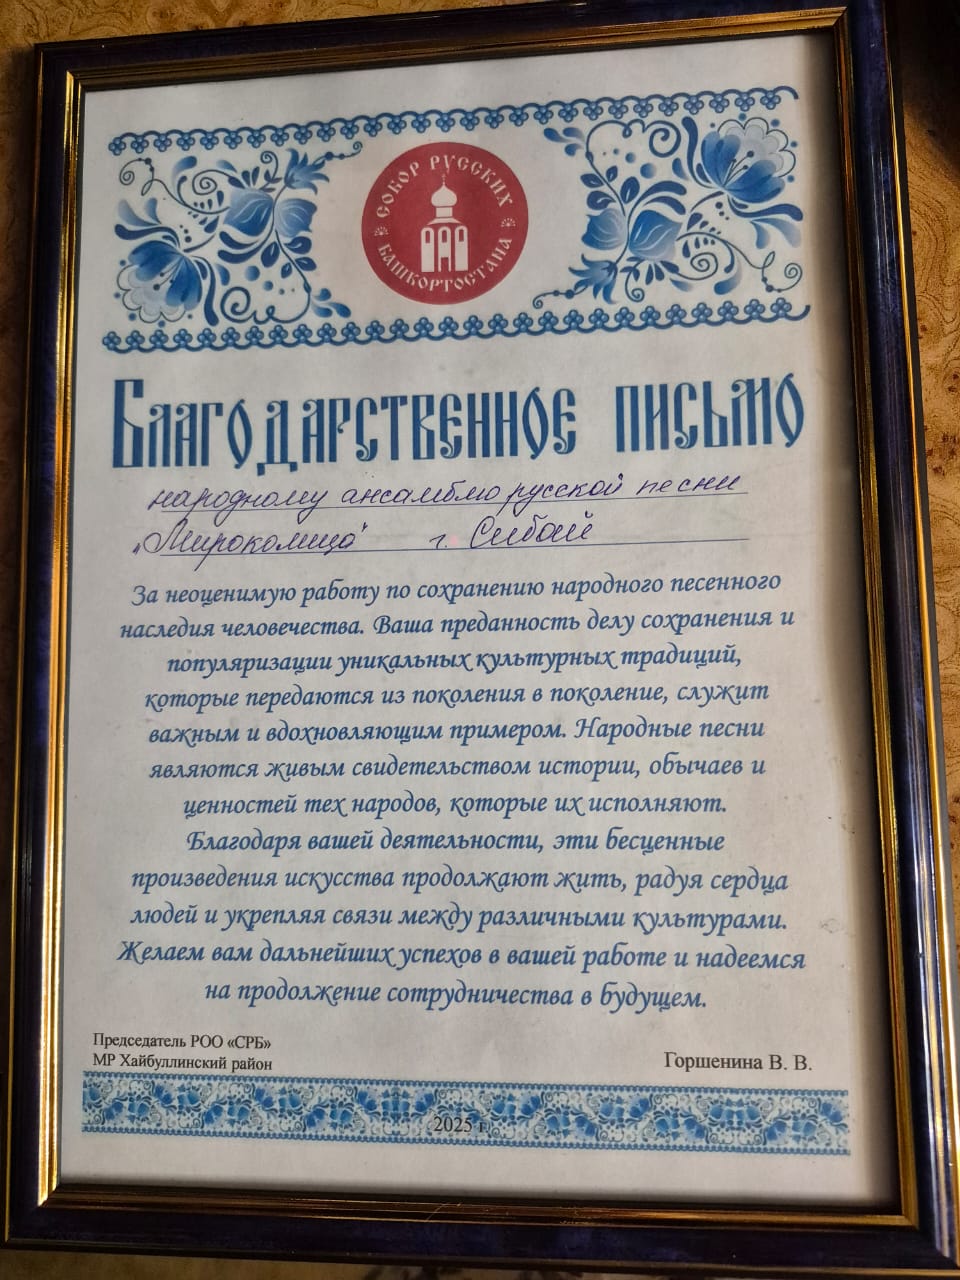 СОБОР РУССКИХ
БАШКОРТОСТАНА
Благодарственное письмо
народному ансамблю русской песни
„Мироколица" г. Сибай
За неоценимую работу по сохранению народного песенного
наследия человечества. Ваша преданность делу сохранения и
популяризации уникальных культурных традиций,
которые передаются из поколения в поколение, служит
важным и вдохновляющим примером. Народные песни
являются живым свидетельством истории, обычаев и
ценностей тех народов, которые их исполняют.
Благодаря вашей деятельности, эти бесценные
произведения искусства продолжают жить, радуя сердца
людей и укрепляя связи между различными культурами.
Желаем вам дальнейших успехов в вашей работе и надеемся
на продолжение сотрудничества в будущем.
Председатель РОО «СРБ»
МР Хайбуллинский район
Горшенина В. В.
2025 г.